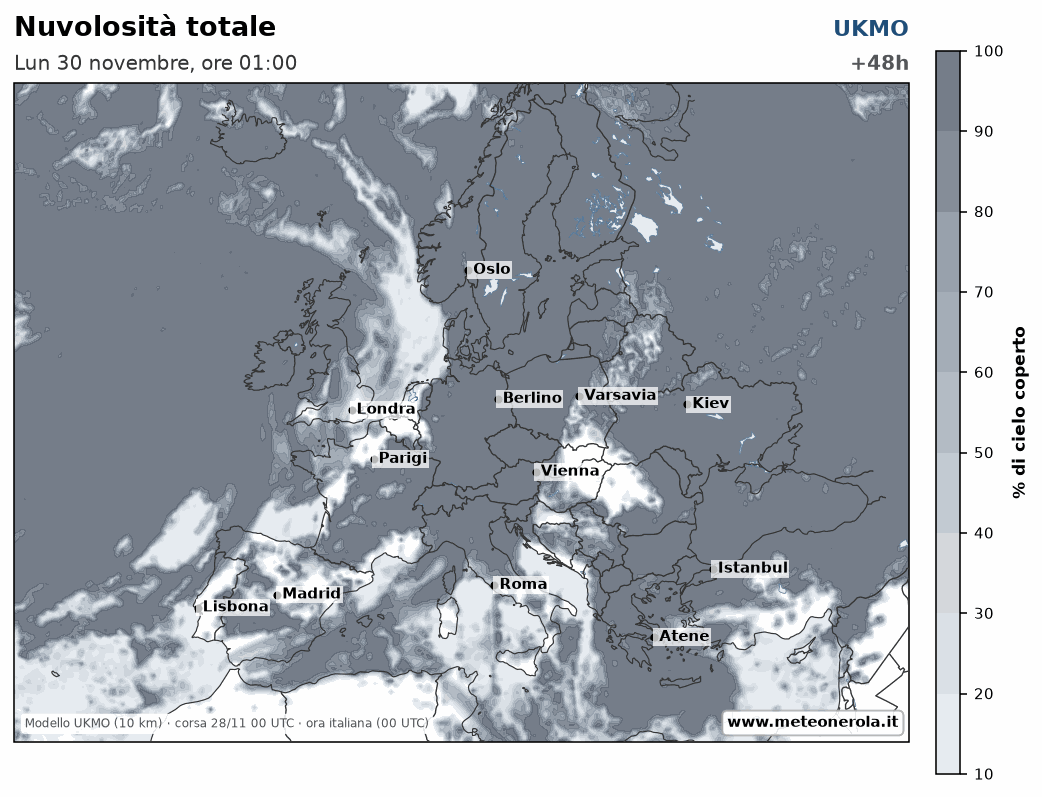 Nuvolosità totale
UKMO
Lun 30 novembre, ore 01:00
+48h
100
90
80
70
60
50
40
30
20
10
% di cielo coperto
Oslo
Berlino
Varsavia
Kiev
Londra
Parigi
Vienna
Istanbul
Roma
Madrid
Lisbona
Atene
Modello UKMO (10 km) · corsa 28/11 00 UTC · ora italiana (00 UTC)
www.meteonerola.it